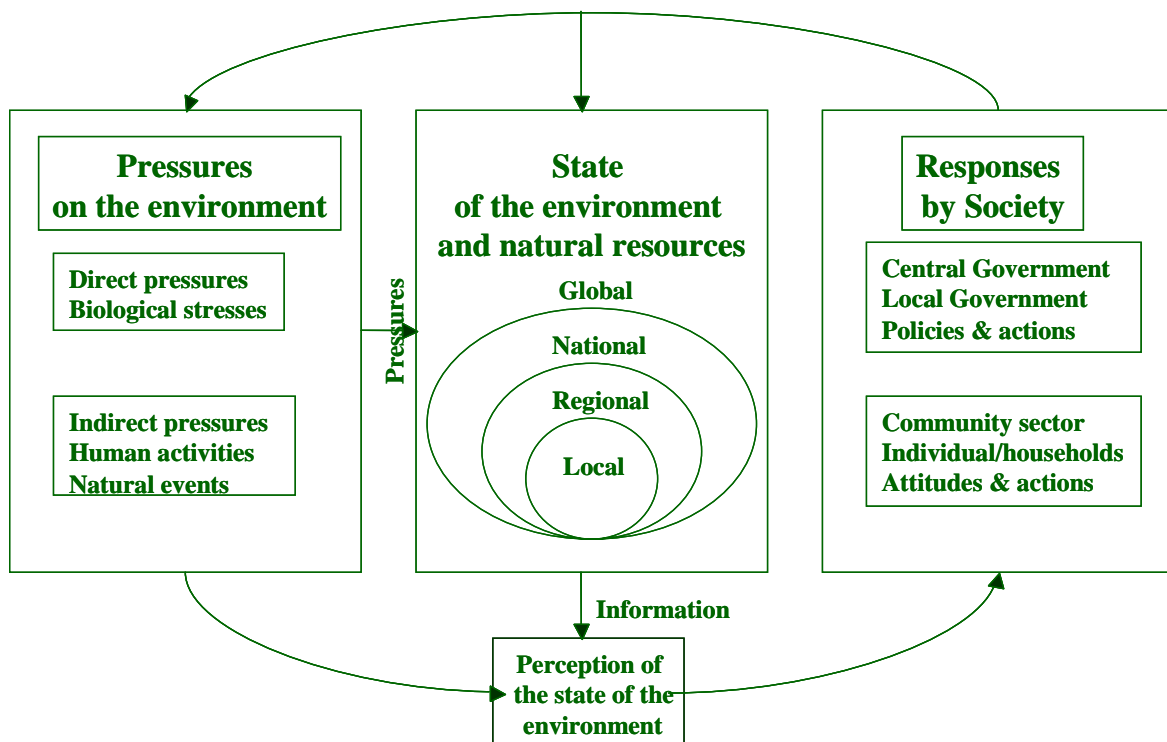 Pressures
on the environment
Direct pressures
Biological stresses
Indirect pressures
Human activities
Natural events
Pressures
State
of the environment
and natural resources
Global
National
Regional
Local
Responses
by Society
Central Government
Local Government
Policies & actions
Community sector
Individual/households
Attitudes & actions
Information
Perception of
the state of the
environment